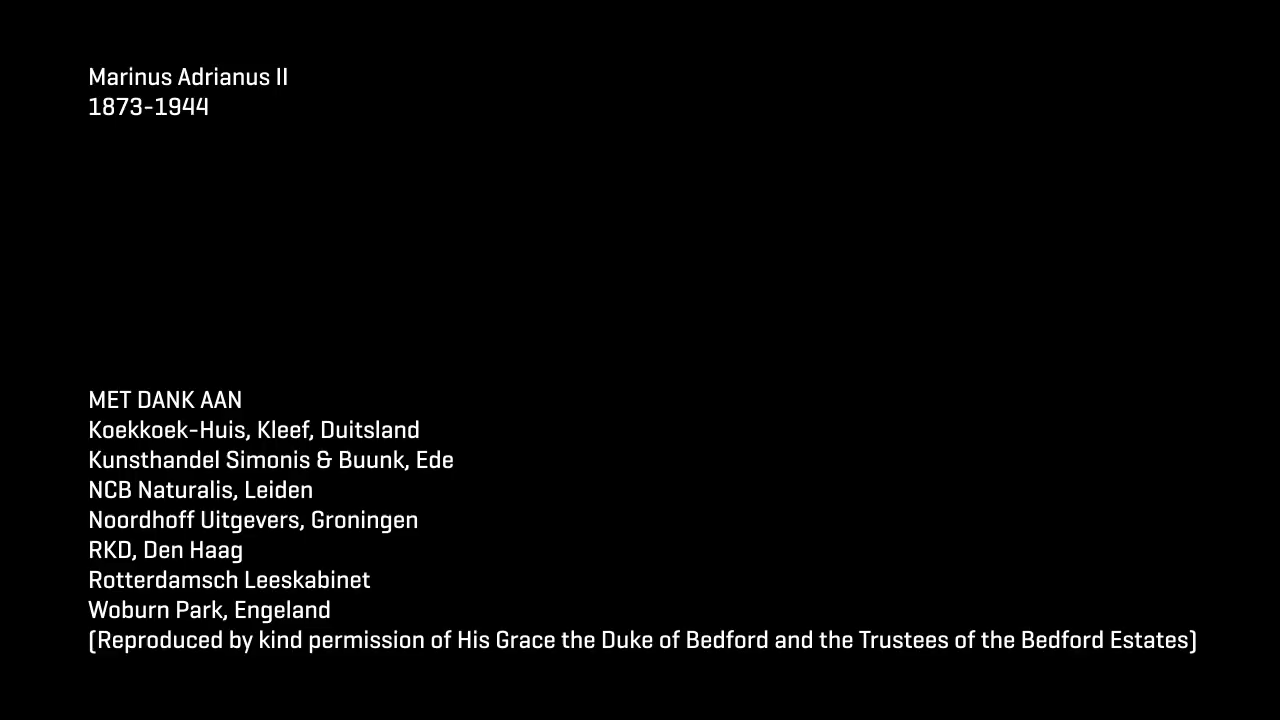 Marinus Adrianus II
1873-1944
MET DANK AAN
Koekkoek-Huis, Kleef, Duitsland
Kunsthandel Simonis & Buunk, Ede
NCB Naturalis, Leiden
Noordhoff Uitgevers, Groningen
RKD, Den Haag
Rotterdamsch Leeskabinet
Woburn Park, Engeland
(Reproduced by kind permission of His Grace the Duke of Bedford and the Trustees of the Bedford Estates)